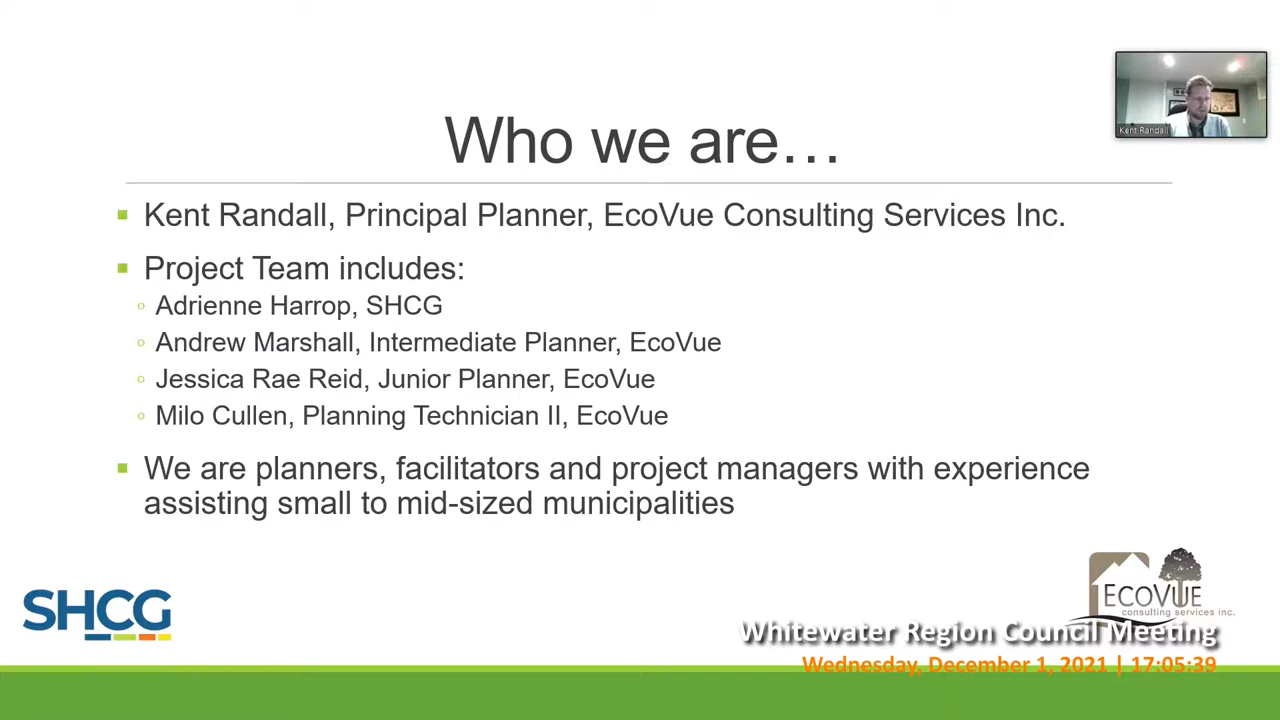 Who we are…
Kent Randall
Kent Randall, Principal Planner, EcoVue Consulting Services Inc.
Project Team includes:
Adrienne Harrop, SHCG
Andrew Marshall, Intermediate Planner, EcoVue
Jessica Rae Reid, Junior Planner, EcoVue
Milo Cullen, Planning Technician II, EcoVue
We are planners, facilitators and project managers with experience
assisting small to mid-sized municipalities
SHCG
ECOVUE
consulting services inc.
Whitewater Region Council Meeting
Wednesday, December 1, 2021 | 17:05:39